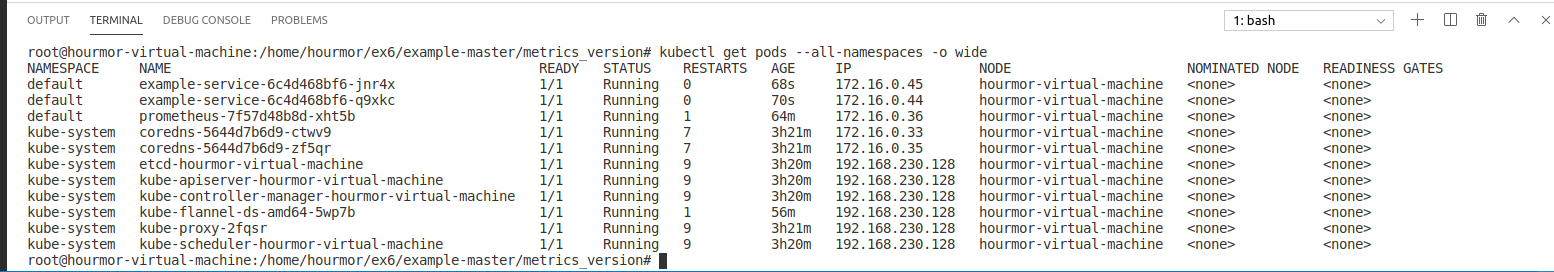 OUTPUT TERMINAL DEBUG CONSOLE PROBLEMS 1: bash
root@hourmor-virtual-machine:/home/hourmor/ex6/example-master/metrics_version# kubectl get pods --all-namespaces -o wide
NAMESPACE NAME READY STATUS RESTARTS AGE IP NODE NOMINATED NODE READINESS GATES
default example-service-6c4d468bf6-jnr4x 1/1 Running 0 68s 172.16.0.45 hourmor-virtual-machine <none> <none>
default example-service-6c4d468bf6-q9xkc 1/1 Running 0 70s 172.16.0.44 hourmor-virtual-machine <none> <none>
default prometheus-7f57d48b8d-xht5b 1/1 Running 1 64m 172.16.0.36 hourmor-virtual-machine <none> <none>
kube-system coredns-5644d7b6d9-ctwv9 1/1 Running 7 3h21m 172.16.0.33 hourmor-virtual-machine <none> <none>
kube-system coredns-5644d7b6d9-zf5qr 1/1 Running 7 3h21m 172.16.0.35 hourmor-virtual-machine <none> <none>
kube-system etcd-hourmor-virtual-machine 1/1 Running 9 3h20m 192.168.230.128 hourmor-virtual-machine <none> <none>
kube-system kube-apiserver-hourmor-virtual-machine 1/1 Running 9 3h20m 192.168.230.128 hourmor-virtual-machine <none> <none>
kube-system kube-controller-manager-hourmor-virtual-machine 1/1 Running 9 3h20m 192.168.230.128 hourmor-virtual-machine <none> <none>
kube-system kube-flannel-ds-amd64-5wp7b 1/1 Running 1 56m 192.168.230.128 hourmor-virtual-machine <none> <none>
kube-system kube-proxy-2fqsr 1/1 Running 9 3h21m 192.168.230.128 hourmor-virtual-machine <none> <none>
kube-system kube-scheduler-hourmor-virtual-machine 1/1 Running 9 3h20m 192.168.230.128 hourmor-virtual-machine <none> <none>
root@hourmor-virtual-machine:/home/hourmor/ex6/example-master/metrics_version#